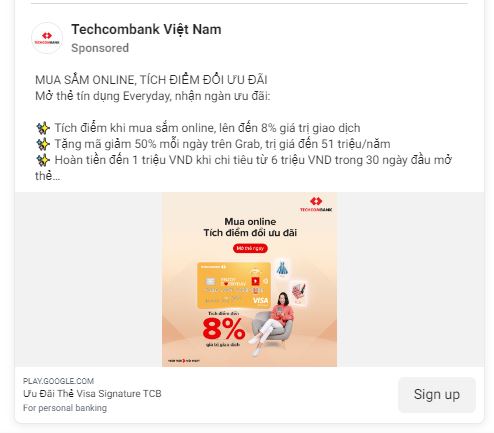 TECHCOMBANK
Techcombank Việt Nam
Sponsored
MUA SẮM ONLINE, TÍCH ĐIỂM ĐỔI ƯU ĐÃI
Mở thẻ tín dụng Everyday, nhận ngàn ưu đãi:
✨ Tích điểm khi mua sắm online, lên đến 8% giá trị giao dịch
✨ Tặng mã giảm 50% mỗi ngày trên Grab, trị giá đến 51 triệu/năm
✨ Hoàn tiền đến 1 triệu VND khi chi tiêu từ 6 triệu VND trong 30 ngày đầu mở
thẻ...
TECHCOMBANK
Mua online
Tích điểm đổi ưu đãi
Mở thẻ ngay
TECHCOMBANK
ENJOY
EVERYDAY
VISA
Tích điểm đến
8%
giá trị giao dịch
PLAY.GOOGLE.COM
Ưu Đãi Thẻ Visa Signature TCB
For personal banking
Sign up